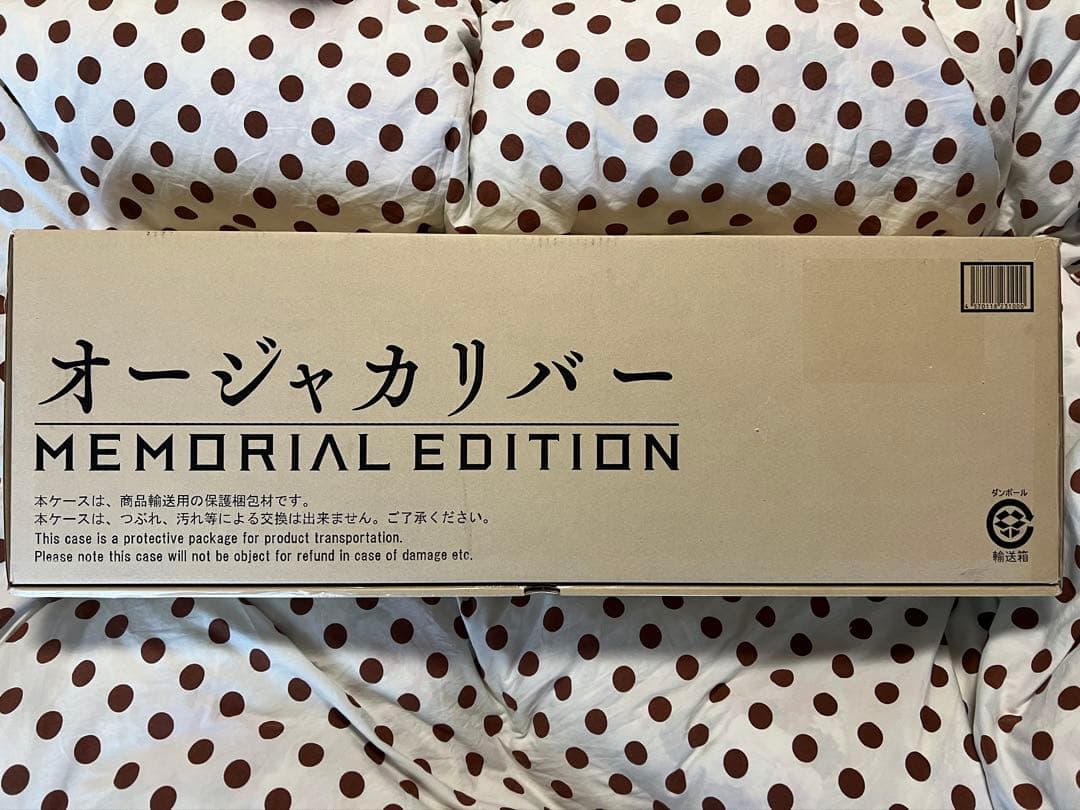 オージャカリバー
MEMORIAL EDITION
本ケースは、商品輸送用の保護梱包材です。
本ケースは、つぶれ、汚れ等による交換は出来ません。ご了承ください。
This case is a protective package for product transportation.
Please note this case will not be object for refund in case of damage etc.
ダンボール
輸送箱